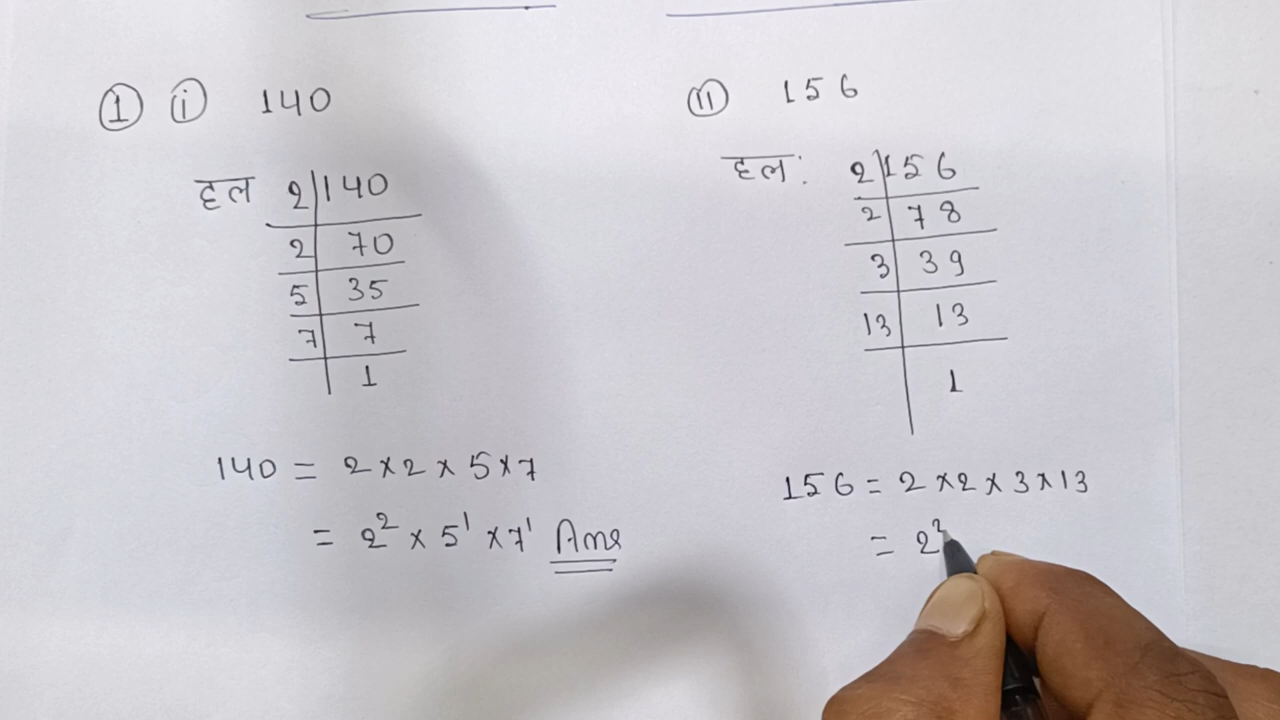 ① ⓘ 140
हल 2 | 140
2 | 70
5 | 35
7 | 7
1
140 = 2 × 2 × 5 × 7
= 2² × 5¹ × 7¹ Ans
ⓘⓘ 156
हल: 2 | 156
2 | 78
3 | 39
13 | 13
1
156 = 2 × 2 × 3 × 13
= 2²